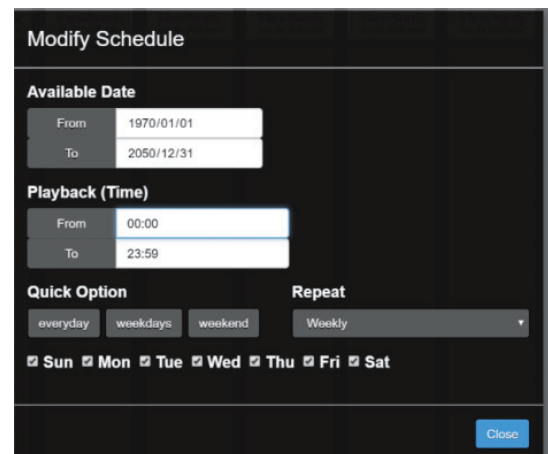 Modify Schedule
Available Date
From 1970/01/01
To 2050/12/31
Playback (Time)
From 00:00
To 23:59
Quick Option Repeat
everyday weekdays weekend Weekly
Sun Mon Tue Wed Thu Fri Sat
Close